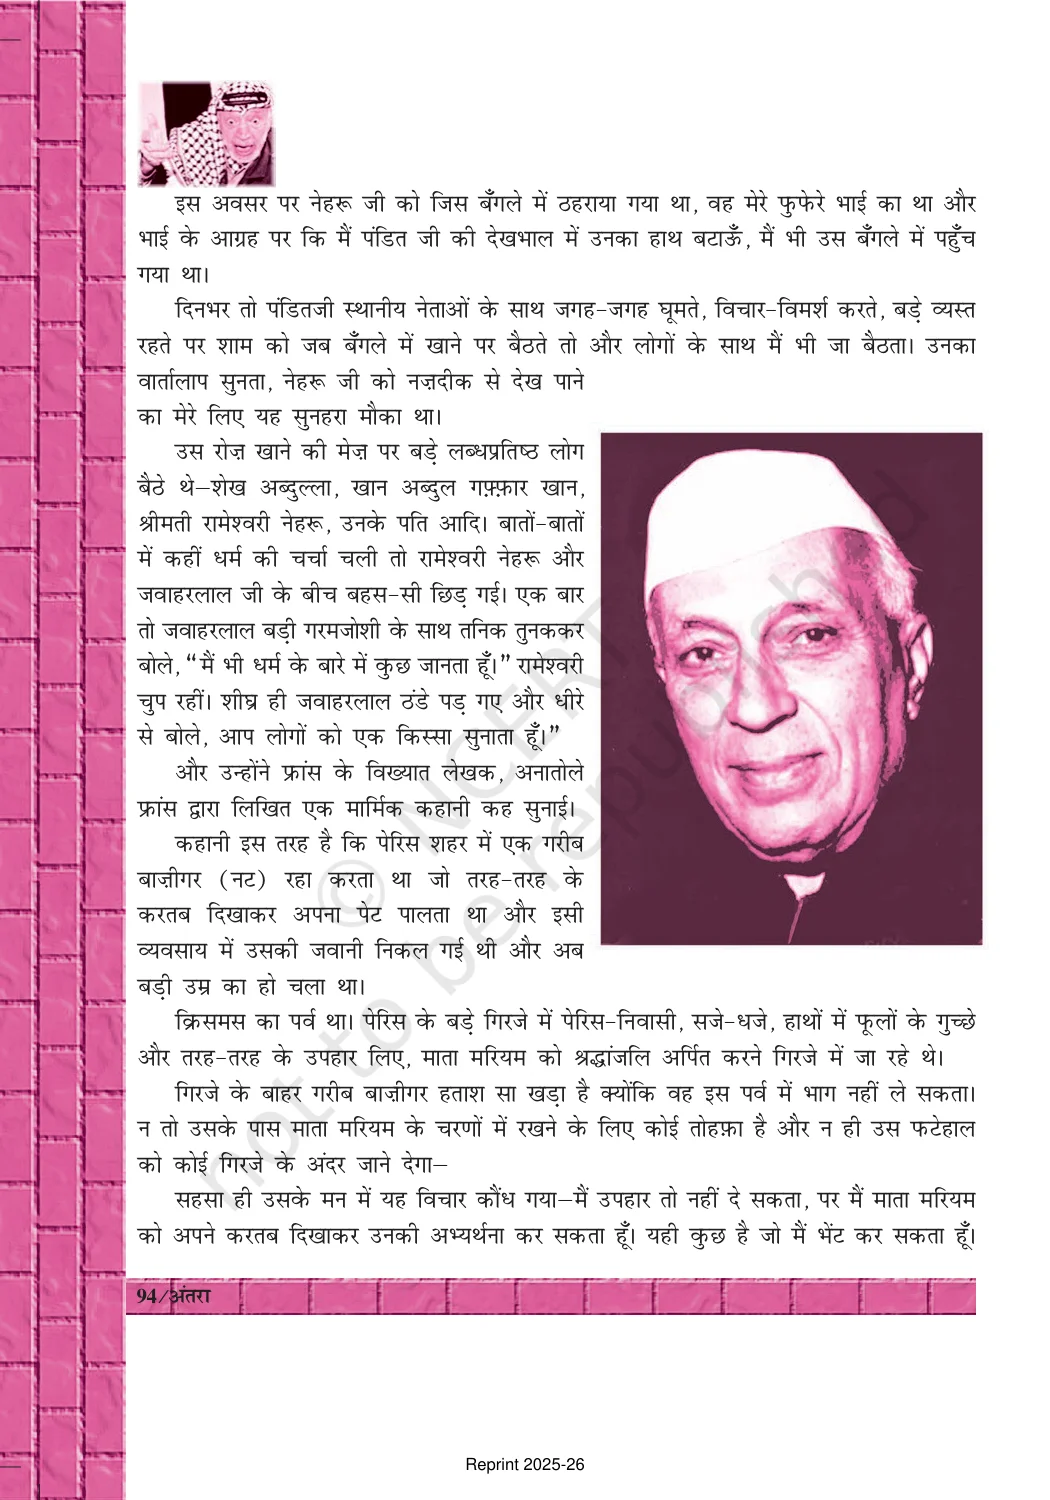 इस अवसर पर नेहरू जी को जिस बँगले में ठहराया गया था, वह मेरे फुफेरे भाई का था और
भाई के आग्रह पर कि मैं पंडित जी की देखभाल में उनका हाथ बटाऊँ, मैं भी उस बँगले में पहुँच
गया था।
दिनभर तो पंडितजी स्थानीय नेताओं के साथ जगह-जगह घूमते, विचार-विमर्श करते, बड़े व्यस्त
रहते पर शाम को जब बँगले में खाने पर बैठते तो और लोगों के साथ मैं भी जा बैठता। उनका
वार्तालाप सुनता, नेहरू जी को नज़दीक से देख पाने
का मेरे लिए यह सुनहरा मौका था।
उस रोज़ खाने की मेज़ पर बड़े लब्धप्रतिष्ठ लोग
बैठे थे—शेख अब्दुल्ला, खान अब्दुल गफ़्फ़ार खान,
श्रीमती रामेश्वरी नेहरू, उनके पति आदि। बातों-बातों
में कहीं धर्म की चर्चा चली तो रामेश्वरी नेहरू और
जवाहरलाल जी के बीच बहस-सी छिड़ गई। एक बार
तो जवाहरलाल बड़ी गरमजोशी के साथ तनिक तुनककर
बोले, “मैं भी धर्म के बारे में कुछ जानता हूँ।” रामेश्वरी
चुप रहीं। शीघ्र ही जवाहरलाल ठंडे पड़ गए और धीरे
से बोले, आप लोगों को एक किस्सा सुनाता हूँ।”
और उन्होंने फ्रांस के विख्यात लेखक, अनातोले
फ्रांस द्वारा लिखित एक मार्मिक कहानी कह सुनाई।
कहानी इस तरह है कि पेरिस शहर में एक गरीब
बाज़ीगर (नट) रहा करता था जो तरह-तरह के
करतब दिखाकर अपना पेट पालता था और इसी
व्यवसाय में उसकी जवानी निकल गई थी और अब
बड़ी उम्र का हो चला था।
क्रिसमस का पर्व था। पेरिस के बड़े गिरजे में पेरिस-निवासी, सजे-धजे, हाथों में फूलों के गुच्छे
और तरह-तरह के उपहार लिए, माता मरियम को श्रद्धांजलि अर्पित करने गिरजे में जा रहे थे।
गिरजे के बाहर गरीब बाज़ीगर हताश सा खड़ा है क्योंकि वह इस पर्व में भाग नहीं ले सकता।
न तो उसके पास माता मरियम के चरणों में रखने के लिए कोई तोहफ़ा है और न ही उस फटेहाल
को कोई गिरजे के अंदर जाने देगा—
सहसा ही उसके मन में यह विचार कौंध गया—मैं उपहार तो नहीं दे सकता, पर मैं माता मरियम
को अपने करतब दिखाकर उनकी अभ्यर्थना कर सकता हूँ। यही कुछ है जो मैं भेंट कर सकता हूँ।
94/अंतरा
© NCERT
not to be republished
Reprint 2025-26